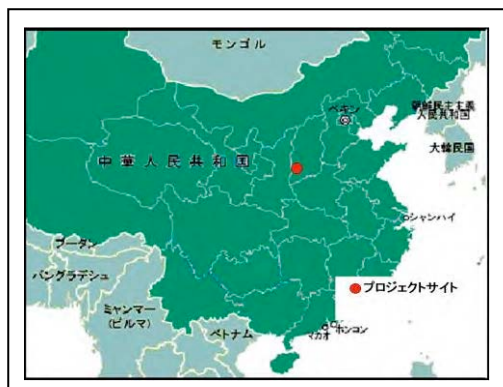 モンゴル
ペキン
朝鮮民主主義
人民共和国
大韓民国
中華人民共和国
シャンハイ
ブータン
バングラデシュ
プロジェクトサイト
ミャンマー
(ビルマ)
ベトナム
ホンコン
マカオ